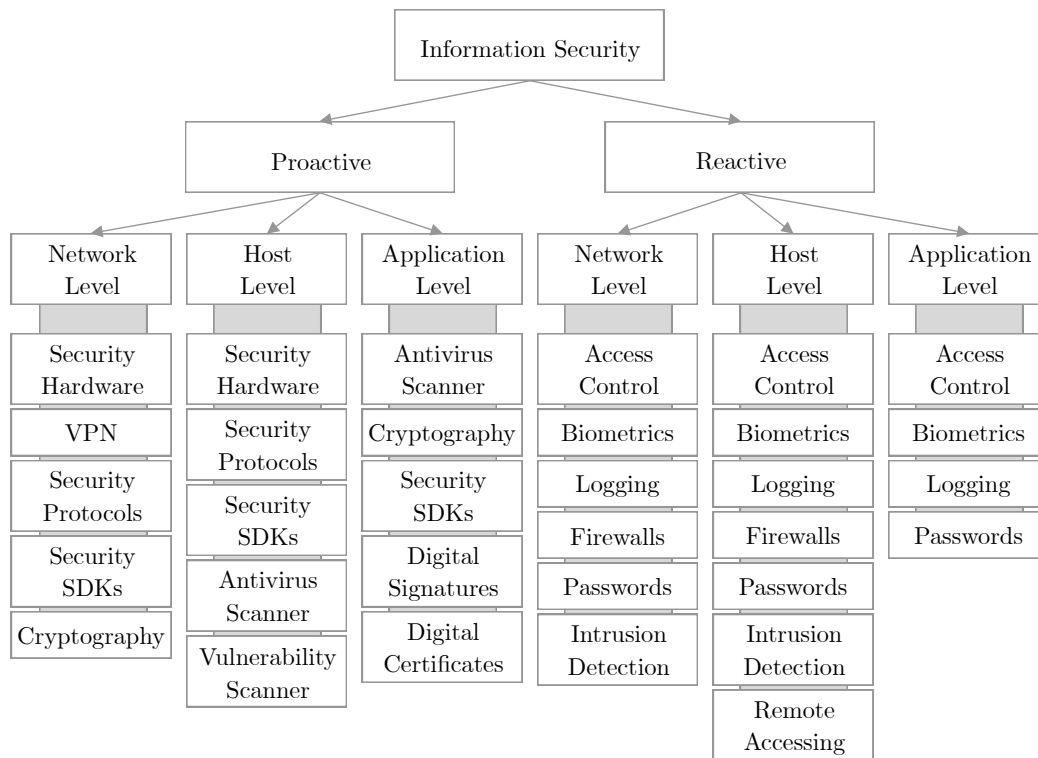 Information Security
Proactive
Reactive
Network
Level
Host
Level
Application
Level
Network
Level
Host
Level
Application
Level
Security
Hardware
VPN
Security
Protocols
Security
SDKs
Cryptography
Security
Hardware
Security
Protocols
Security
SDKs
Antivirus
Scanner
Vulnerability
Scanner
Antivirus
Scanner
Cryptography
Security
SDKs
Digital
Signatures
Digital
Certificates
Access
Control
Biometrics
Logging
Firewalls
Passwords
Intrusion
Detection
Access
Control
Biometrics
Logging
Firewalls
Passwords
Intrusion
Detection
Remote
Accessing
Access
Control
Biometrics
Logging
Passwords